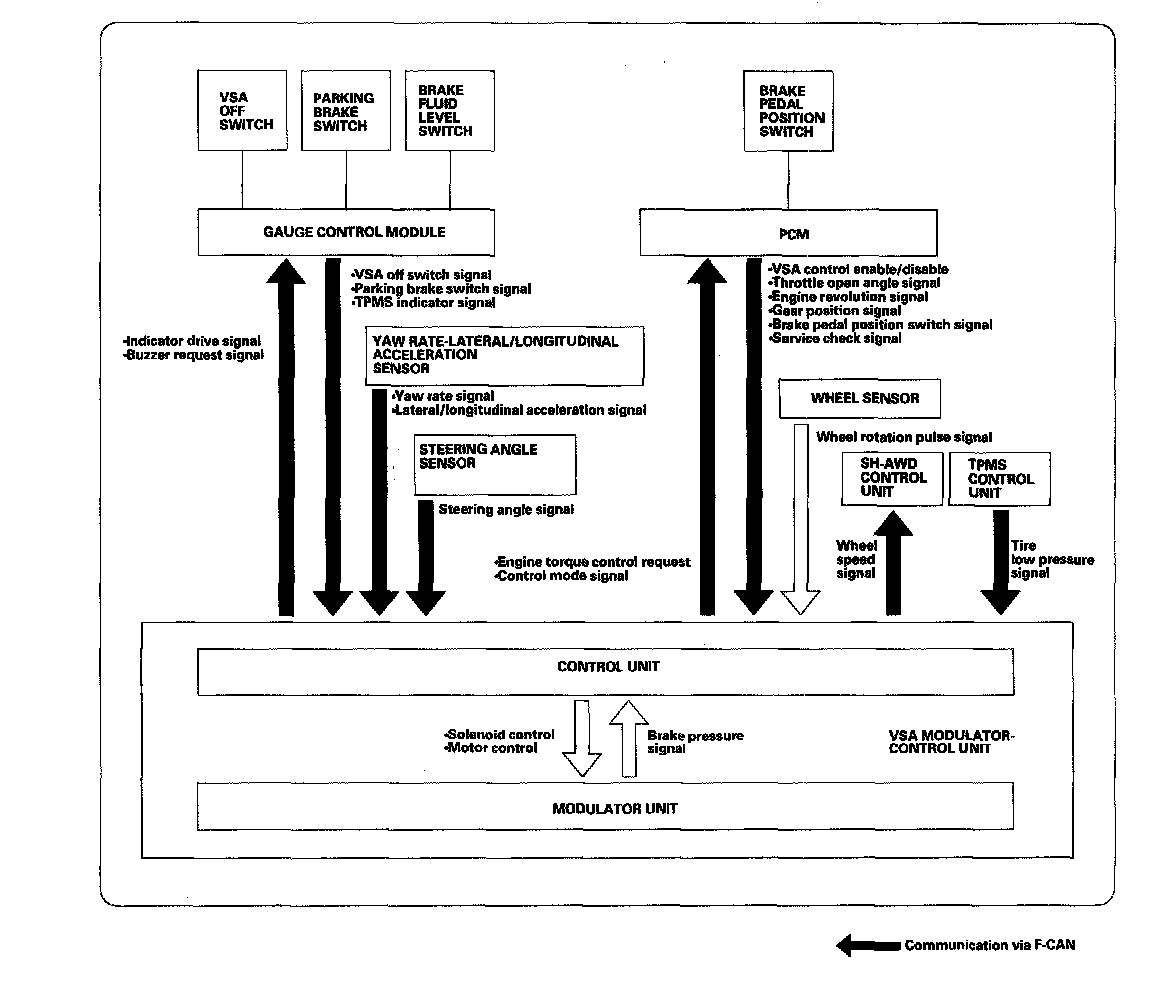 VSA
OFF
SWITCH
PARKING
BRAKE
SWITCH
BRAKE
FLUID
LEVEL
SWITCH
BRAKE
PEDAL
POSITION
SWITCH
GAUGE CONTROL MODULE
PCM
•VSA off switch signal
•Parking brake switch signal
•TPMS indicator signal
•VSA control enable/disable
•Throttle open angle signal
•Engine revolution signal
•Gear position signal
•Brake pedal position switch signal
•Service check signal
•Indicator drive signal
•Buzzer request signal
YAW RATE-LATERAL/LONGITUDINAL
ACCELERATION
SENSOR
•Yaw rate signal
•Lateral/longitudinal acceleration signal
WHEEL SENSOR
Wheel rotation pulse signal
STEERING ANGLE
SENSOR
Steering angle signal
SH-AWD
CONTROL
UNIT
TPMS
CONTROL
UNIT
•Engine torque control request
•Control mode signal
Wheel
speed
signal
Tire
low pressure
signal
CONTROL UNIT
•Solenoid control
•Motor control
Brake pressure
signal
VSA MODULATOR-
CONTROL UNIT
MODULATOR UNIT
Communication via F-CAN